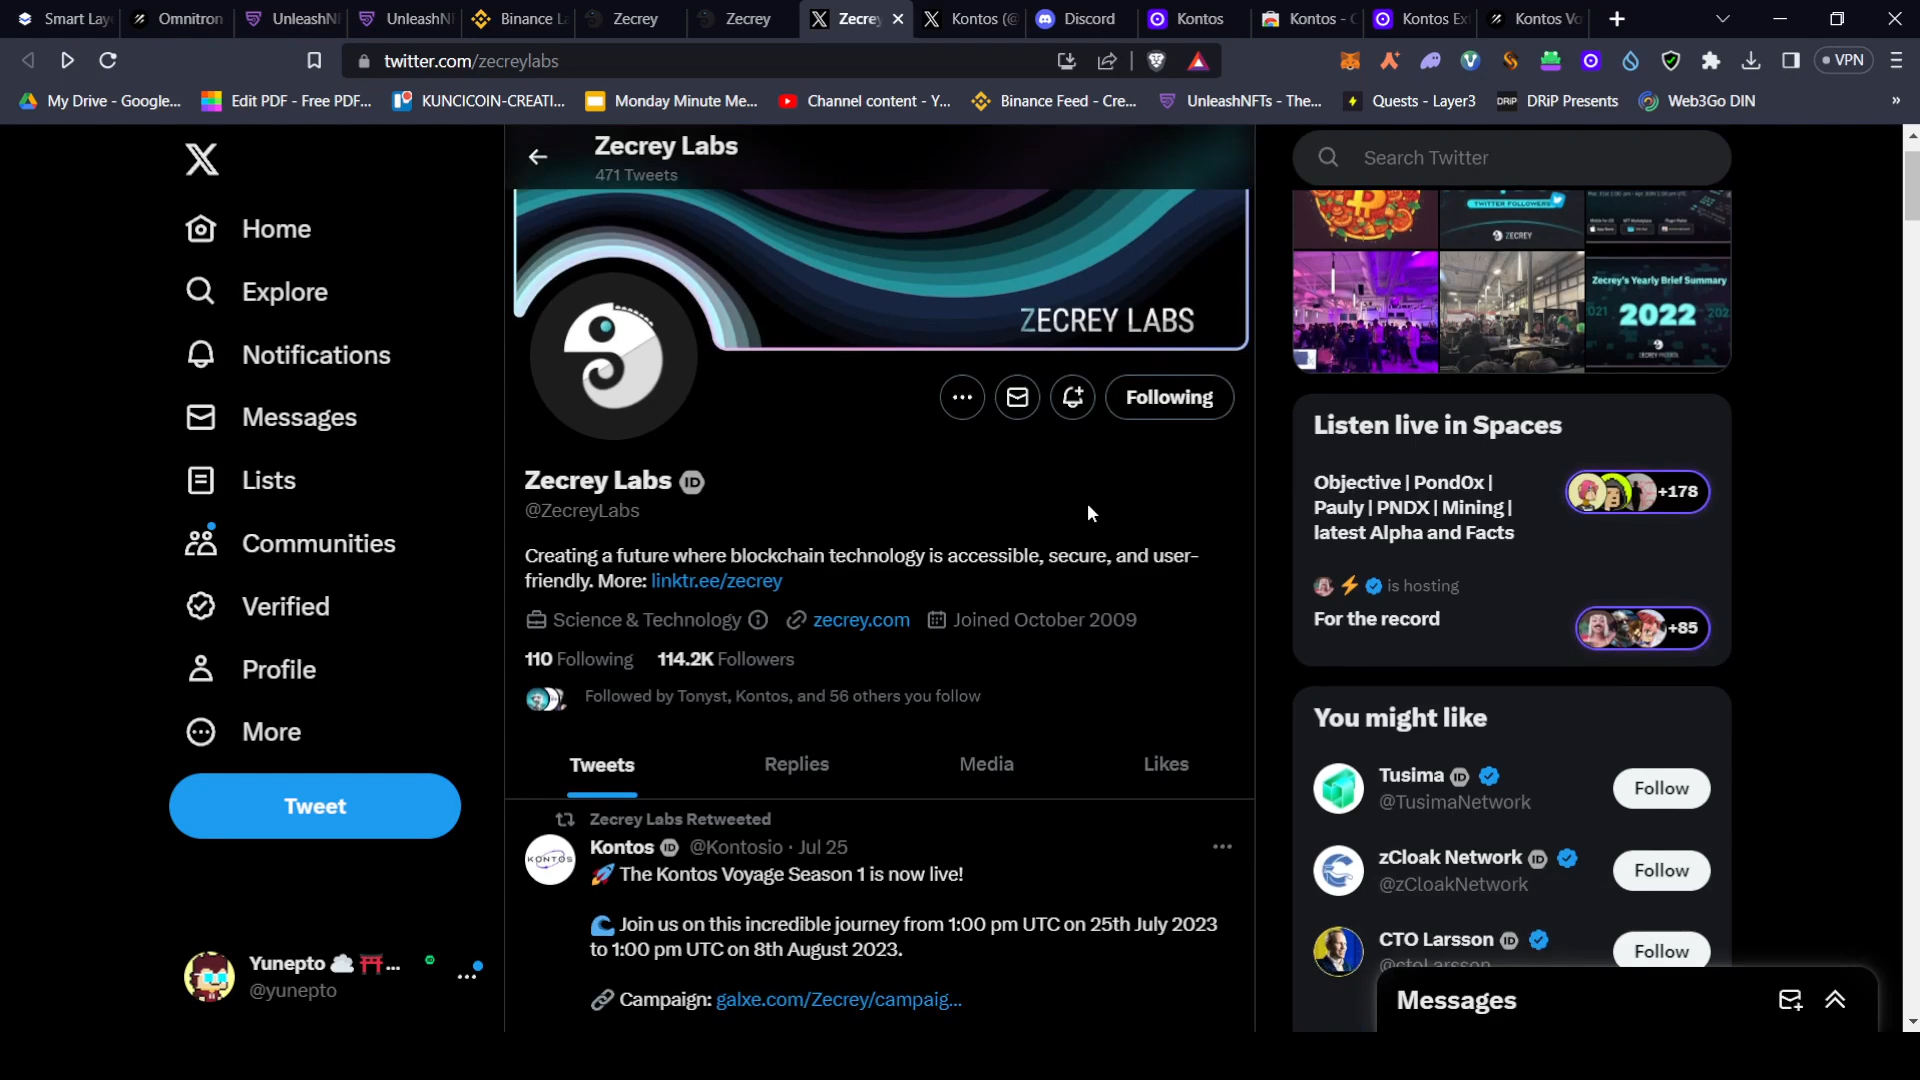 Smart Lay
Omnitron
UnleashNF
UnleashNF
Binance La
Zecrey
Zecrey
Zecrey
Kontos (@
Discord
Kontos
Kontos - C
Kontos Ex
Kontos Vo
twitter.com/zecreylabs
VPN
My Drive - Google...
Edit PDF - Free PDF...
KUNCICOIN-CREATI...
Monday Minute Me...
Channel content - Y...
Binance Feed - Cre...
UnleashNFTs - The...
Quests - Layer3
DRiP Presents
Web3Go DIN
Home
Explore
Notifications
Messages
Lists
Communities
Verified
Profile
More
Tweet
Yunepto ☁️⛩️...
@yunepto
Zecrey Labs
471 Tweets
ZECREY LABS
Following
Zecrey Labs
@ZecreyLabs
Creating a future where blockchain technology is accessible, secure, and user-
friendly. More: linktr.ee/zecrey
Science & Technology zecrey.com Joined October 2009
110 Following 114.2K Followers
Followed by Tonyst, Kontos, and 56 others you follow
Tweets Replies Media Likes
Zecrey Labs Retweeted
KONTOS
Kontos @Kontosio · Jul 25
🚀 The Kontos Voyage Season 1 is now live!
🌊 Join us on this incredible journey from 1:00 pm UTC on 25th July 2023
to 1:00 pm UTC on 8th August 2023.
🔗 Campaign: galxe.com/Zecrey/campaig...
Search Twitter
TWITTER FOLLOWERS
ZECREY
Zecrey's Yearly Brief Summary
2022
Listen live in Spaces
Objective | Pond0x |
Pauly | PNDX | Mining |
latest Alpha and Facts
+178
⚡ is hosting
For the record
+85
You might like
Tusima
@TusimaNetwork
Follow
zCloak Network
@zCloakNetwork
Follow
CTO Larsson
@ctoLarsson
Follow
Messages